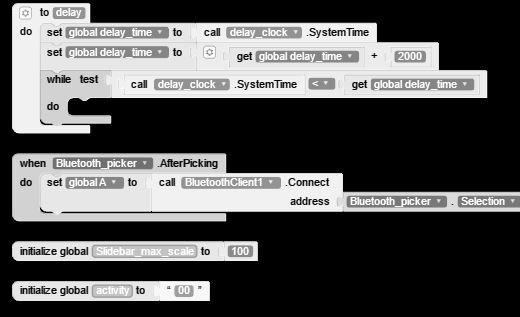 to delay
do set global delay_time to call delay_clock .SystemTime
set global delay_time to get global delay_time + 2000
while test call delay_clock .SystemTime < get global delay_time
do
when Bluetooth_picker .AfterPicking
do set global A to call BluetoothClient1 .Connect
address Bluetooth_picker . Selection
initialize global Slidebar_max_scale to 100
initialize global activity to “ 00 ”